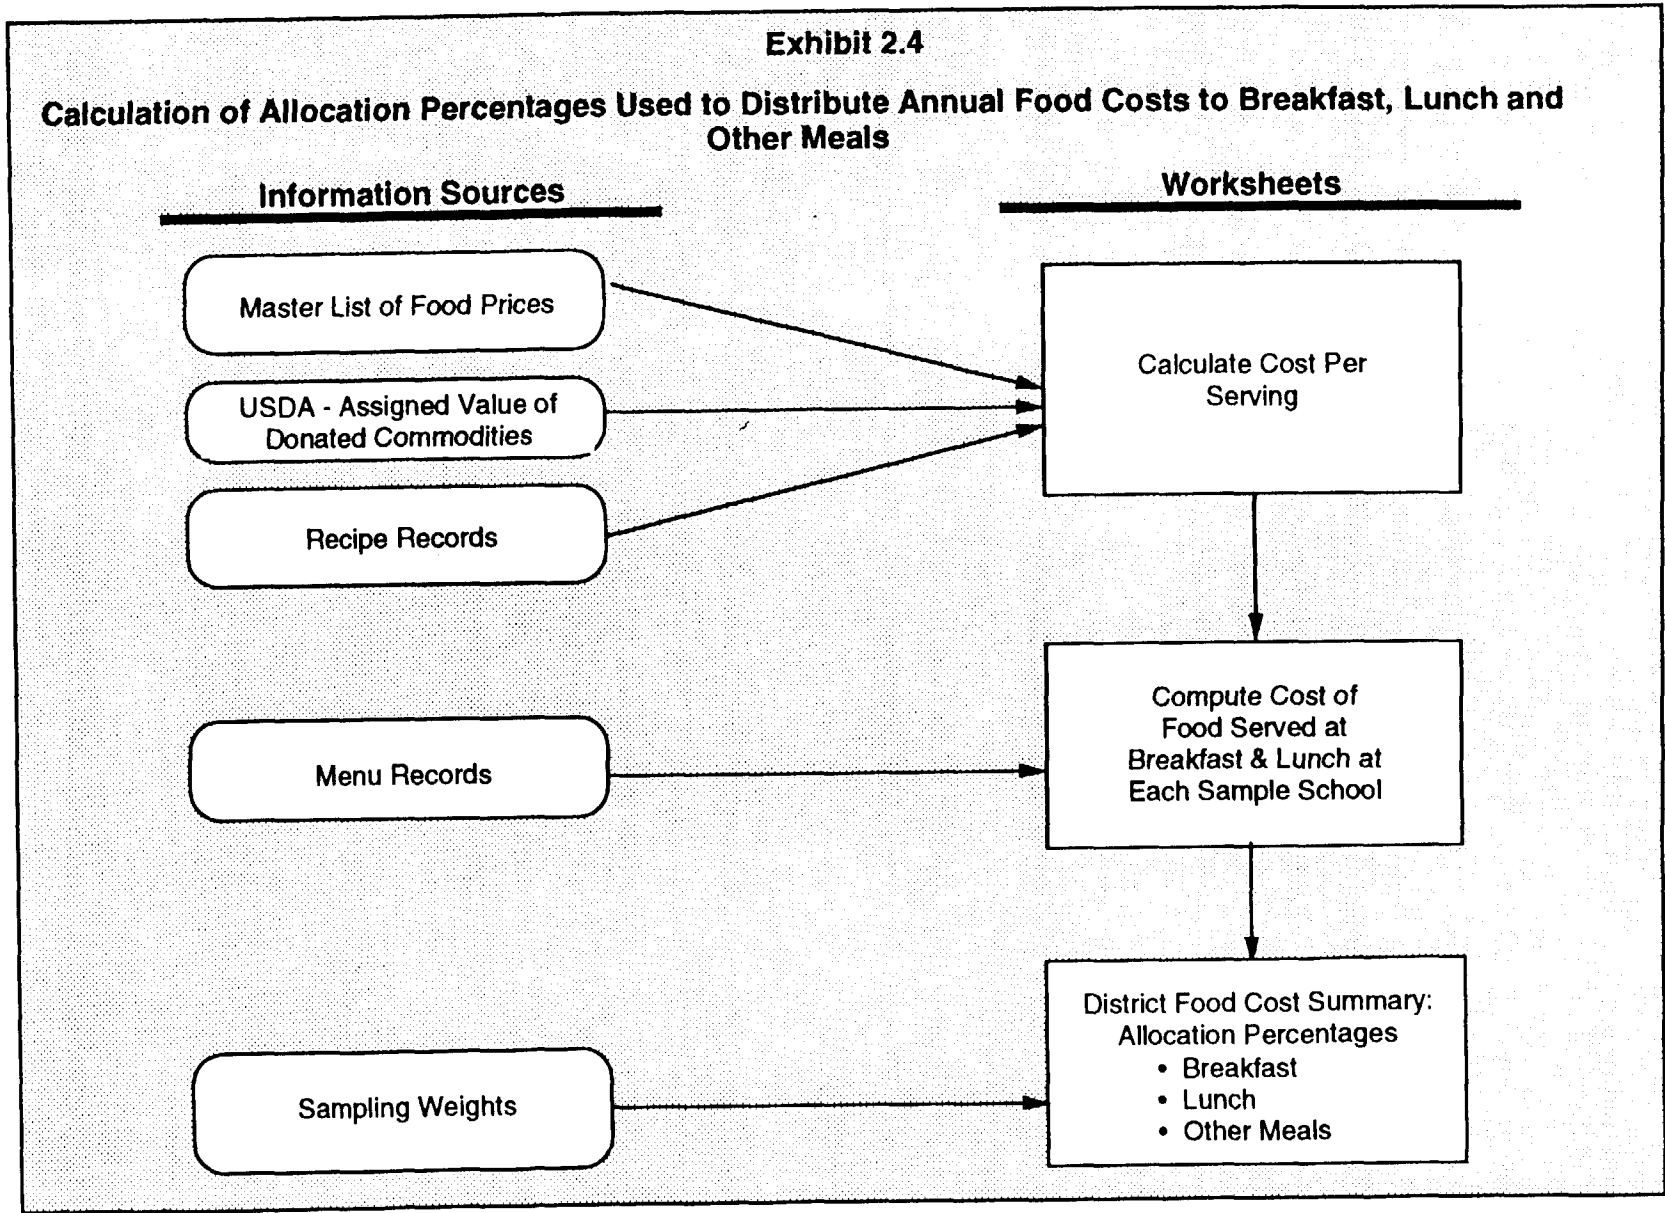 Exhibit 2.4
Calculation of Allocation Percentages Used to Distribute Annual Food Costs to Breakfast, Lunch and
Other Meals
Information Sources
Worksheets
Master List of Food Prices
USDA - Assigned Value of
Donated Commodities
Recipe Records
Calculate Cost Per
Serving
Menu Records
Compute Cost of
Food Served at
Breakfast & Lunch at
Each Sample School
Sampling Weights
District Food Cost Summary:
Allocation Percentages
• Breakfast
• Lunch
• Other Meals